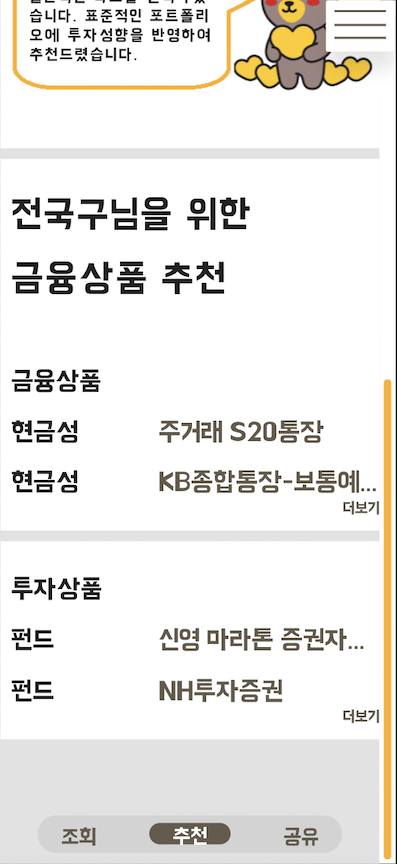 습니다. 표준적인 포트폴리
오에 투자성향을 반영하여
추천드렸습니다.
전국구님을 위한
금융상품 추천
금융상품
현금성 주거래 S20통장
현금성 KB종합통장-보통예...
더보기
투자상품
펀드 신영 마라톤 증권자...
펀드 NH투자증권
더보기
조회 추천 공유